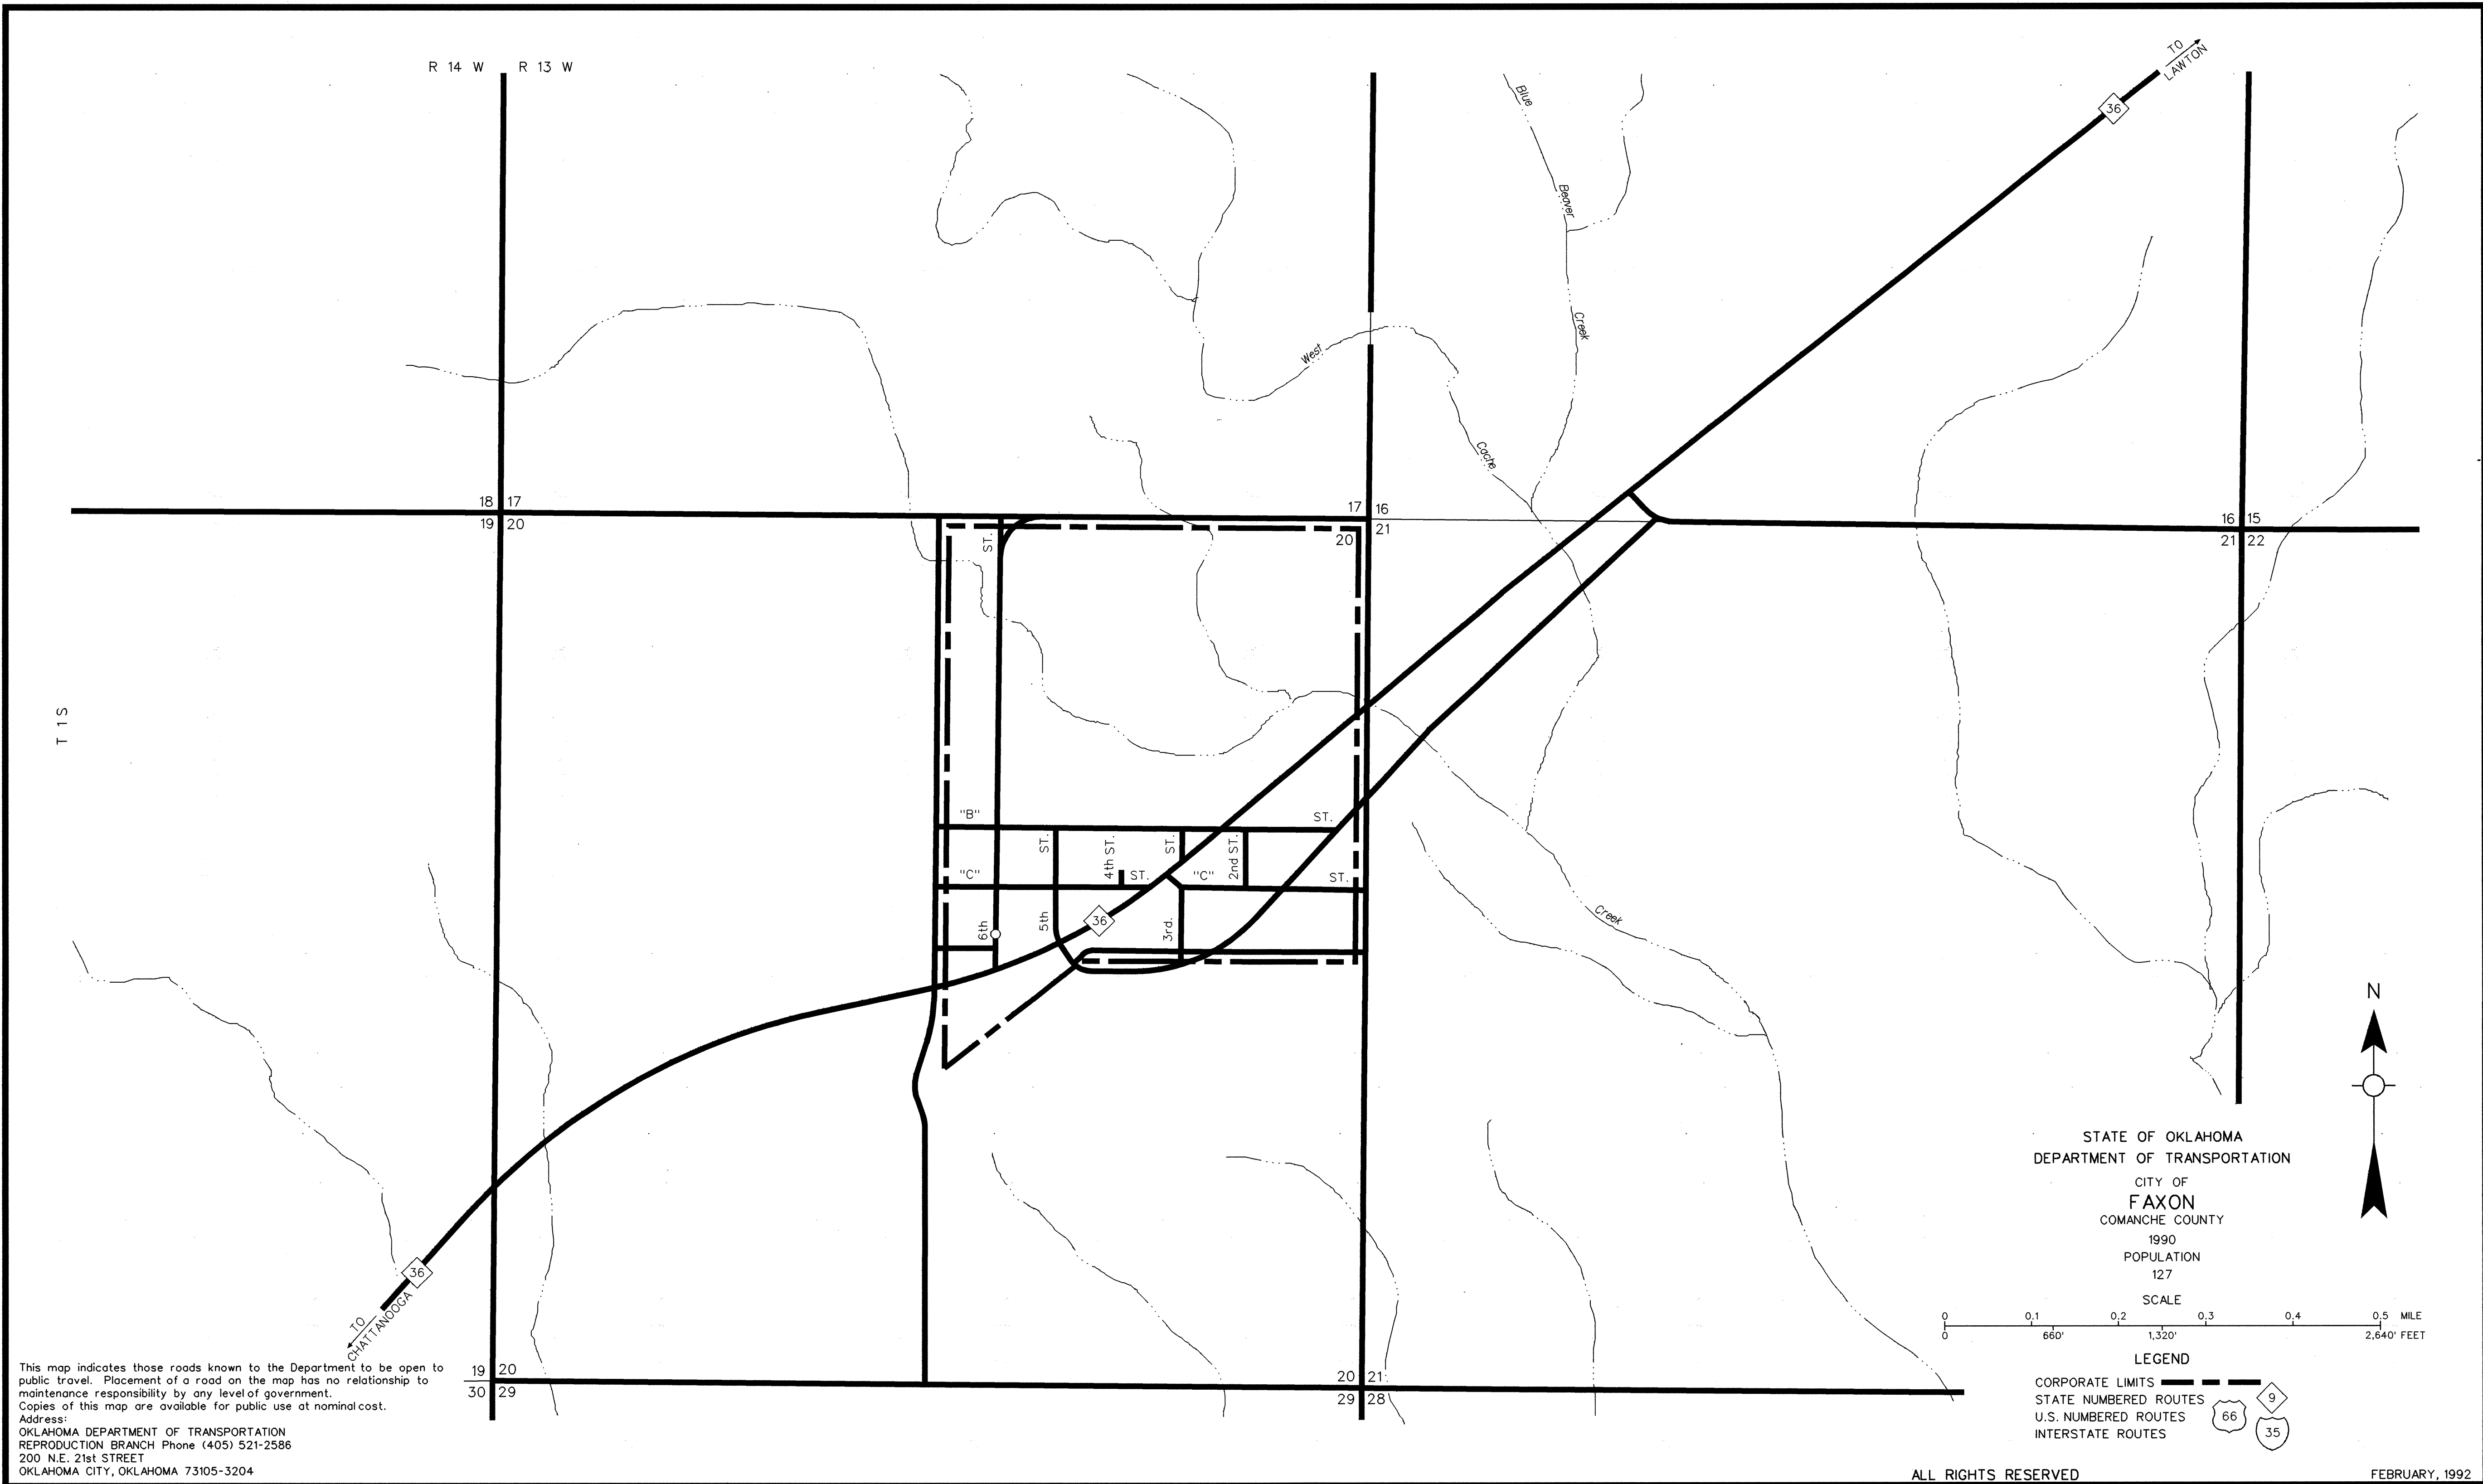 R 14 W
R 13 W
TO
LAWTON
36
Blue
Beaver
Creek
West
Cache
18
17
19
20
17
16
20
21
16
15
21
22
ST.
T 1 S
"B"
ST.
ST.
4th ST.
ST.
2nd ST.
"C"
ST.
"C"
ST.
6th
5th
36
3rd.
Creek
N
36
TO
CHATTANOOGA
19
20
30
29
20
21
29
28
STATE OF OKLAHOMA
DEPARTMENT OF TRANSPORTATION
CITY OF
FAXON
COMANCHE COUNTY
1990
POPULATION
127
SCALE
0 0.1 0.2 0.3 0.4 0.5 MILE
0 660' 1,320' 2,640' FEET
LEGEND
CORPORATE LIMITS
STATE NUMBERED ROUTES 9
U.S. NUMBERED ROUTES 66
INTERSTATE ROUTES 35
This map indicates those roads known to the Department to be open to
public travel. Placement of a road on the map has no relationship to
maintenance responsibility by any level of government.
Copies of this map are available for public use at nominal cost.
Address:
OKLAHOMA DEPARTMENT OF TRANSPORTATION
REPRODUCTION BRANCH Phone (405) 521-2586
200 N.E. 21st STREET
OKLAHOMA CITY, OKLAHOMA 73105-3204
ALL RIGHTS RESERVED
FEBRUARY, 1992